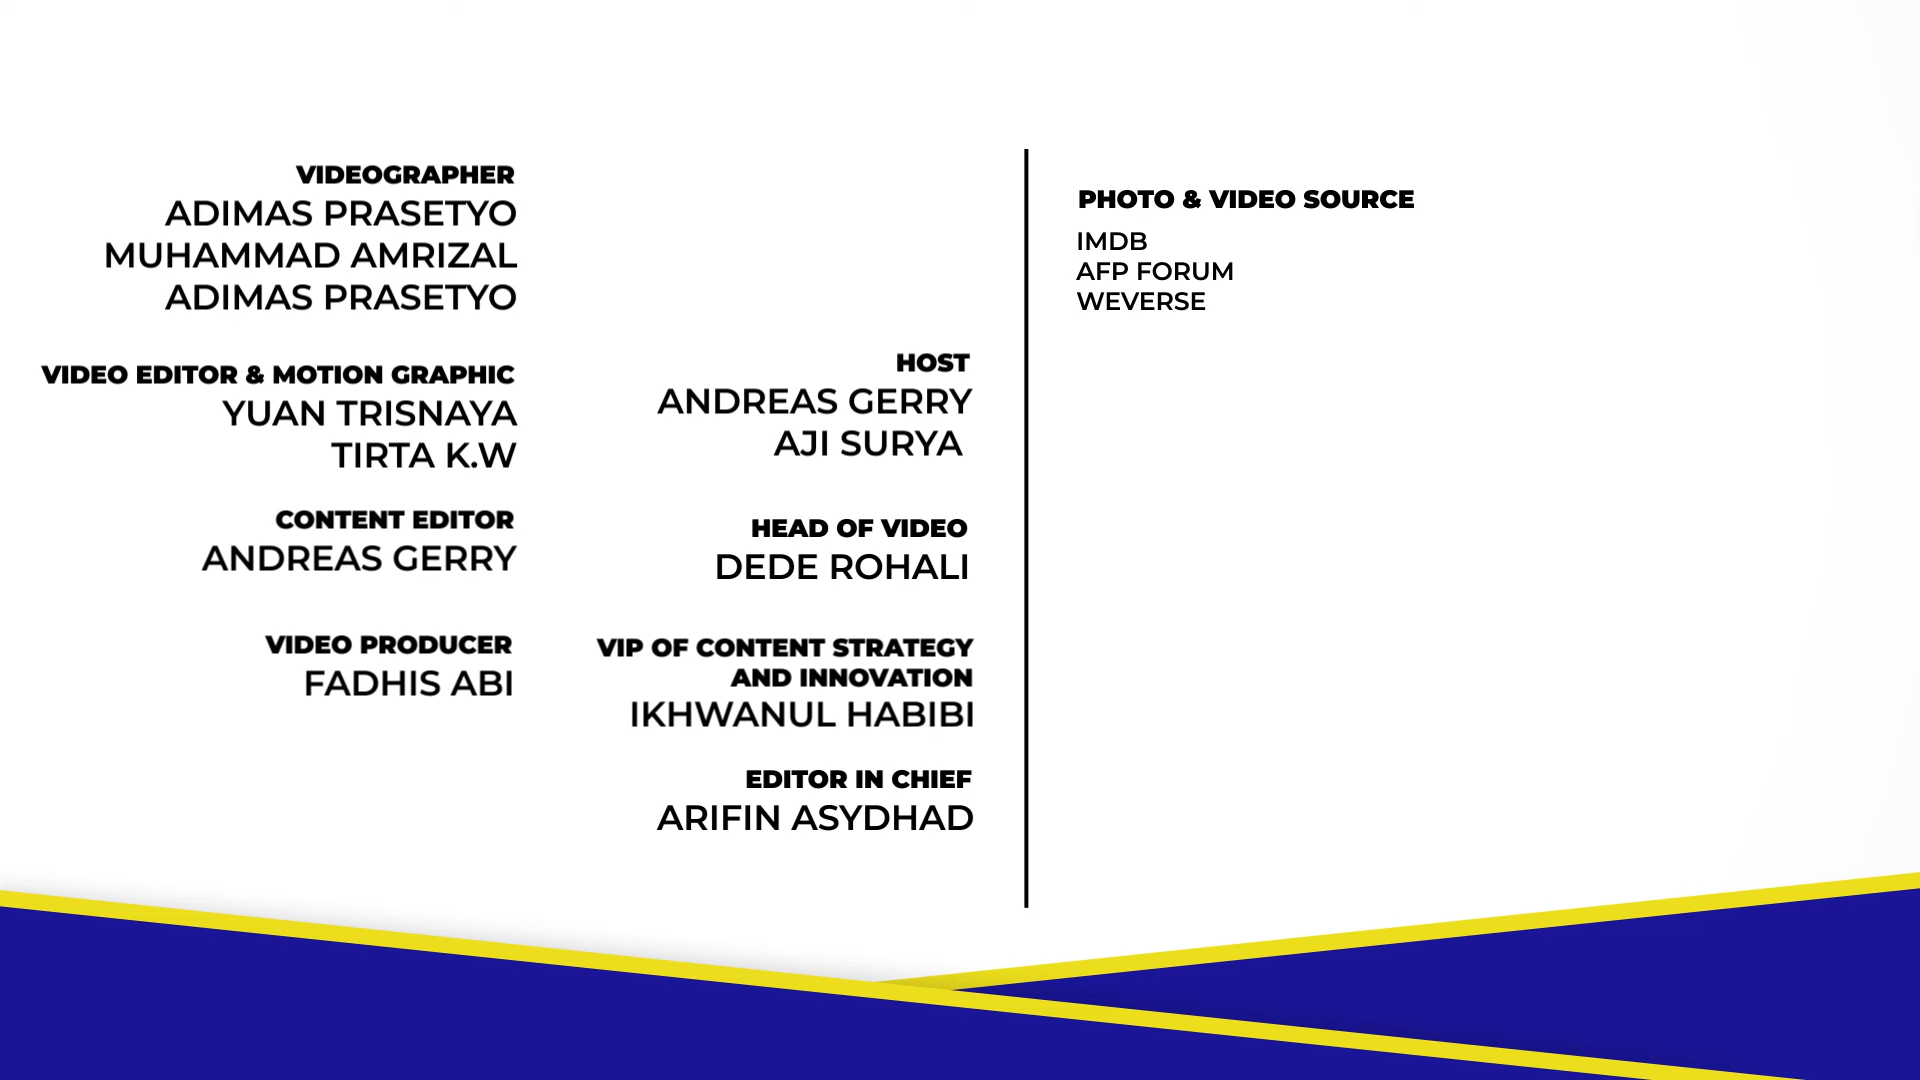 VIDEOGRAPHER
ADIMAS PRASETYO
MUHAMMAD AMRIZAL
ADIMAS PRASETYO
VIDEO EDITOR & MOTION GRAPHIC
YUAN TRISNAYA
TIRTA K.W
CONTENT EDITOR
ANDREAS GERRY
VIDEO PRODUCER
FADHIS ABI
HOST
ANDREAS GERRY
AJI SURYA
HEAD OF VIDEO
DEDE ROHALI
VIP OF CONTENT STRATEGY
AND INNOVATION
IKHWANUL HABIBI
EDITOR IN CHIEF
ARIFIN ASYDHAD
PHOTO & VIDEO SOURCE
IMDB
AFP FORUM
WEVERSE